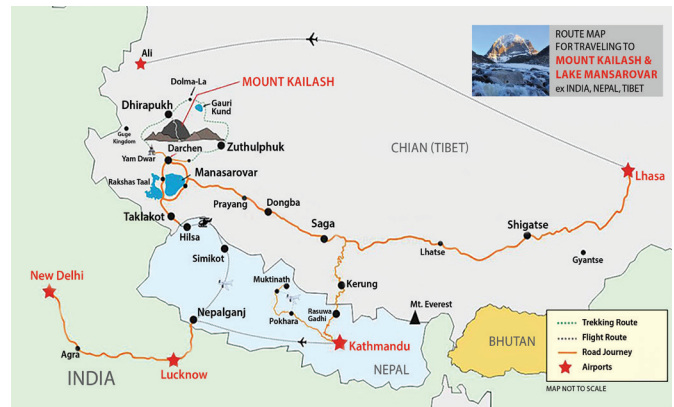 ROUTE MAP
FOR TRAVELING TO
MOUNT KAILASH &
LAKE MANSAROVAR
ex INDIA, NEPAL, TIBET
Ali
Dolma-La
MOUNT KAILASH
Dhirapukh
Gauri
Kund
Guge
Kingdom
Zuthulphuk
CHIAN (TIBET)
Yam Dwar
Darchen
Lhasa
Rakshas Taal
Manasarovar
Prayang
Dongba
Taklakot
Saga
Shigatse
Hilsa
Lhatse
Gyantse
Simikot
New Delhi
Muktinath
Kerung
Nepalganj
Pokhara
Rasuwa
Gadhi
Mt. Everest
Agra
Kathmandu
BHUTAN
Lucknow
INDIA
NEPAL
Trekking Route
Flight Route
Road Journey
Airports
MAP NOT TO SCALE